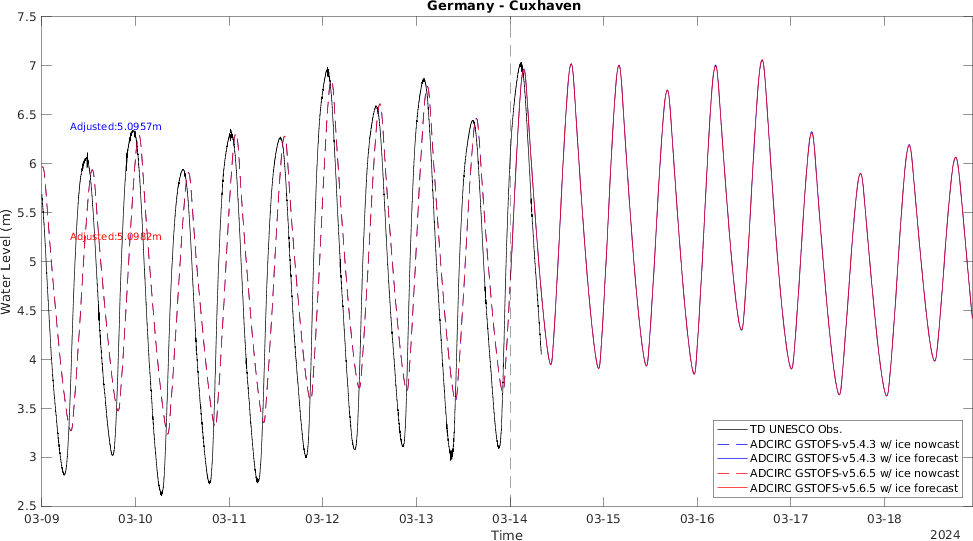 Germany - Cuxhaven
7.5
7
6.5
6
5.5
5
4.5
4
3.5
3
2.5
Water Level (m)
Adjusted:5.0957m
Adjusted:5.0982m
TD UNESCO Obs.
ADCIRC GSTOFS-v5.4.3 w/ ice nowcast
ADCIRC GSTOFS-v5.4.3 w/ ice forecast
ADCIRC GSTOFS-v5.6.5 w/ ice nowcast
ADCIRC GSTOFS-v5.6.5 w/ ice forecast
03-09 03-10 03-11 03-12 03-13 03-14 03-15 03-16 03-17 03-18
Time
2024